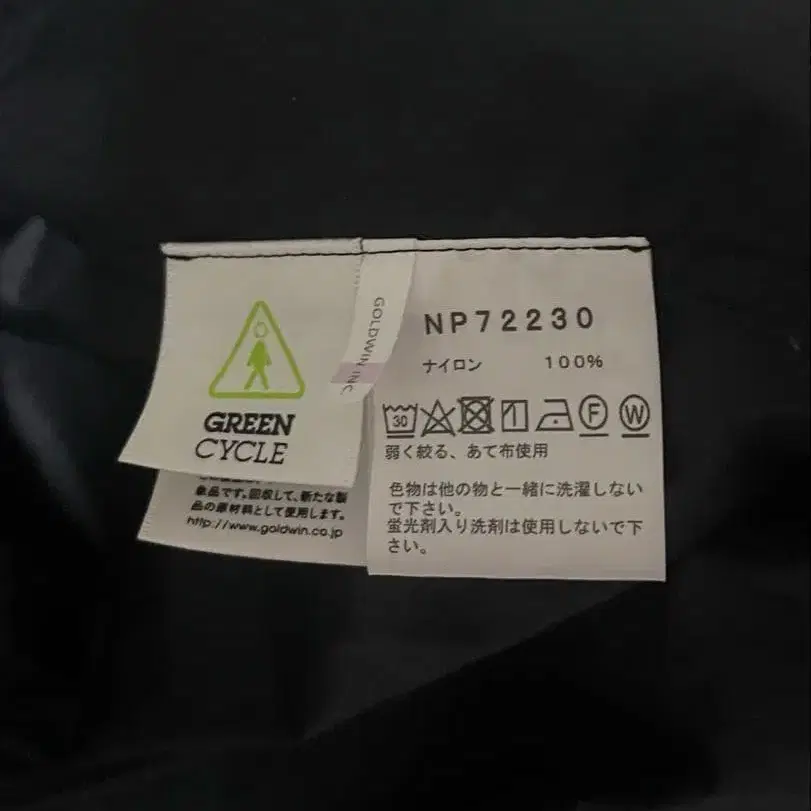 GREEN
CYCLE
象品です。回収して、新たな製
品の原材料として使用します。
http://www.goldwin.co.jp
GOLDWIN INC.
NP72230
ナイロン 100%
30
F
W
弱く絞る、あて布使用
色物は他の物と一緒に洗濯しない
で下さい。
蛍光剤入り洗剤は使用しないで下
さい。